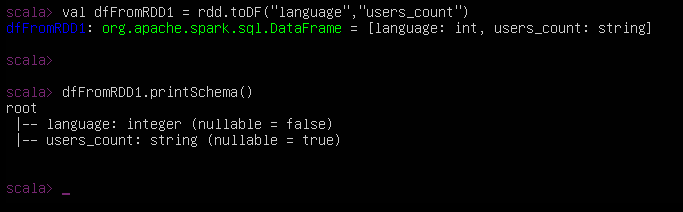 scala> val dfFromRDD1 = rdd.toDF("language","users_count")
dfFromRDD1: org.apache.spark.sql.DataFrame = [language: int, users_count: string]
scala>
scala> dfFromRDD1.printSchema()
root
 |-- language: integer (nullable = false)
 |-- users_count: string (nullable = true)
scala> _